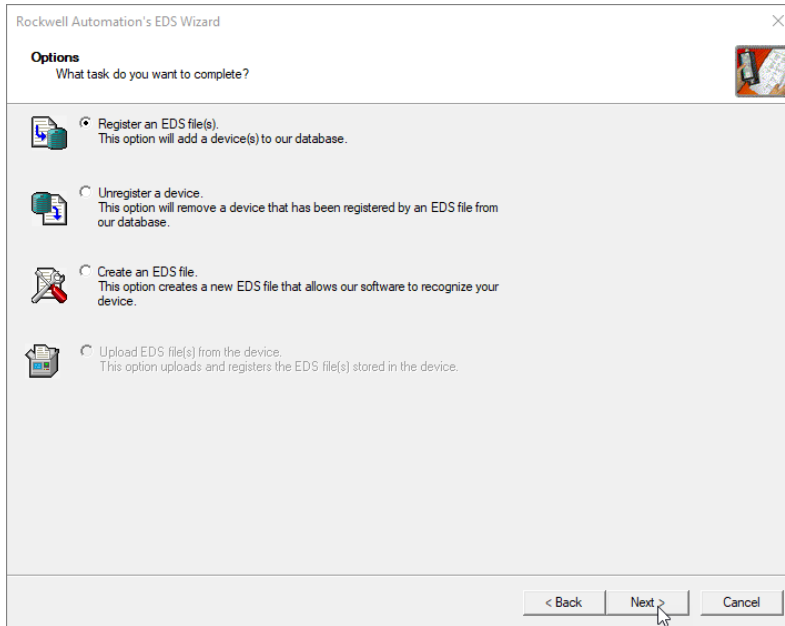 Rockwell Automation's EDS Wizard
Options
What task do you want to complete?
Register an EDS file(s).
This option will add a device(s) to our database.
Unregister a device.
This option will remove a device that has been registered by an EDS file from
our database.
Create an EDS file.
This option creates a new EDS file that allows our software to recognize your
device.
Upload EDS file(s) from the device.
This option uploads and registers the EDS file(s) stored in the device.
< Back
Next >
Cancel